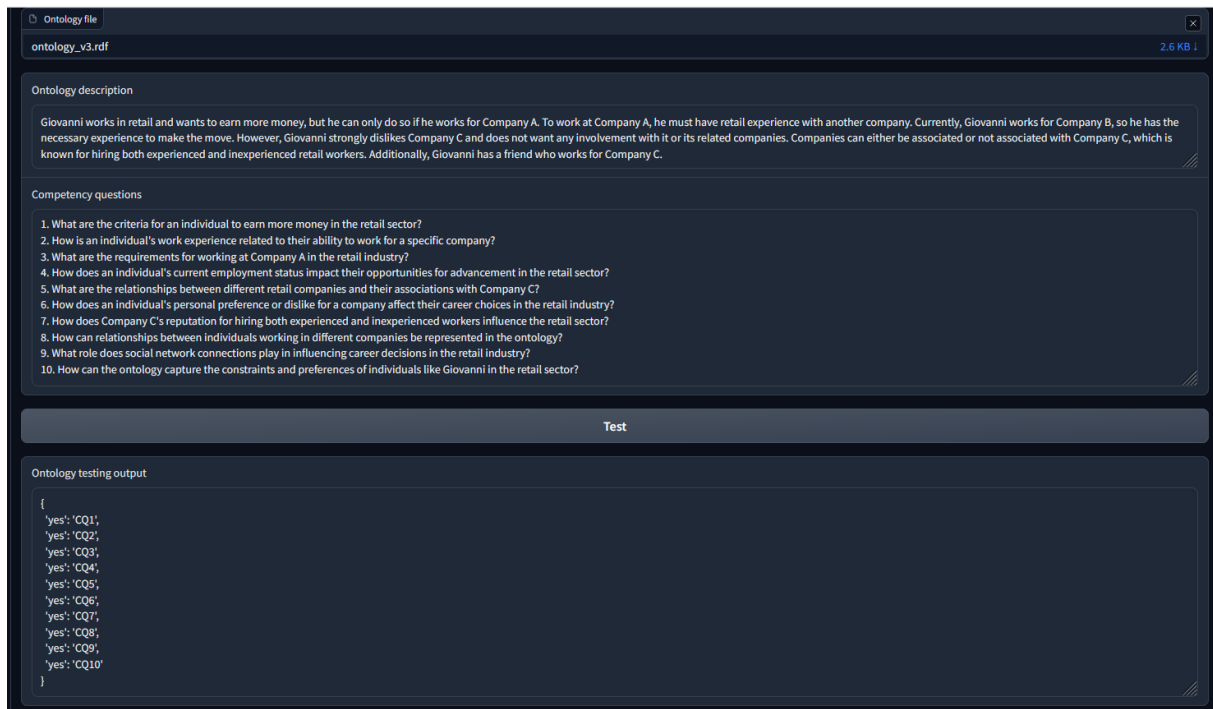 Ontology file
ontology_v3.rdf
2.6 KB ↓
Ontology description
Giovanni works in retail and wants to earn more money, but he can only do so if he works for Company A. To work at Company A, he must have retail experience with another company. Currently, Giovanni works for Company B, so he has the
necessary experience to make the move. However, Giovanni strongly dislikes Company C and does not want any involvement with it or its related companies. Companies can either be associated or not associated with Company C, which is
known for hiring both experienced and inexperienced retail workers. Additionally, Giovanni has a friend who works for Company C.
Competency questions
1. What are the criteria for an individual to earn more money in the retail sector?
2. How is an individual's work experience related to their ability to work for a specific company?
3. What are the requirements for working at Company A in the retail industry?
4. How does an individual's current employment status impact their opportunities for advancement in the retail sector?
5. What are the relationships between different retail companies and their associations with Company C?
6. How does an individual's personal preference or dislike for a company affect their career choices in the retail industry?
7. How does Company C's reputation for hiring both experienced and inexperienced workers influence the retail sector?
8. How can relationships between individuals working in different companies be represented in the ontology?
9. What role does social network connections play in influencing career decisions in the retail industry?
10. How can the ontology capture the constraints and preferences of individuals like Giovanni in the retail sector?
Test
Ontology testing output
{
'yes': 'CQ1',
'yes': 'CQ2',
'yes': 'CQ3',
'yes': 'CQ4',
'yes': 'CQ5',
'yes': 'CQ6',
'yes': 'CQ7',
'yes': 'CQ8',
'yes': 'CQ9',
'yes': 'CQ10'
}